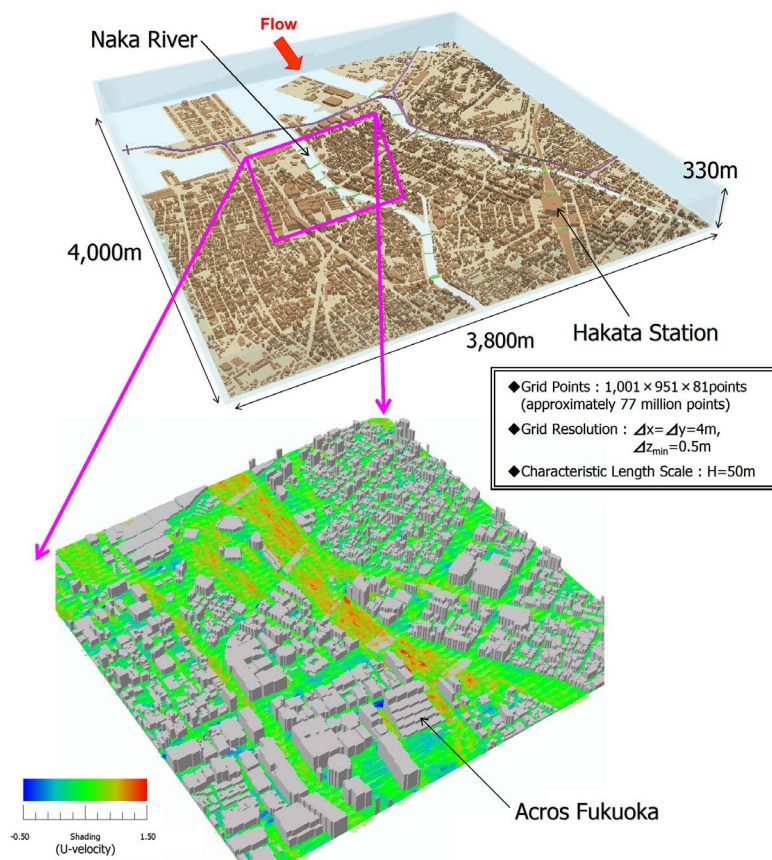 Flow
Naka River
330m
4,000m
3,800m
Hakata Station
◆Grid Points : 1,001×951×81points
(approximately 77 million points)
◆Grid Resolution : ⊿x=⊿y=4m,
⊿zmin=0.5m
◆Characteristic Length Scale : H=50m
Acros Fukuoka
-0.50 Shading 1.50
(U-velocity)